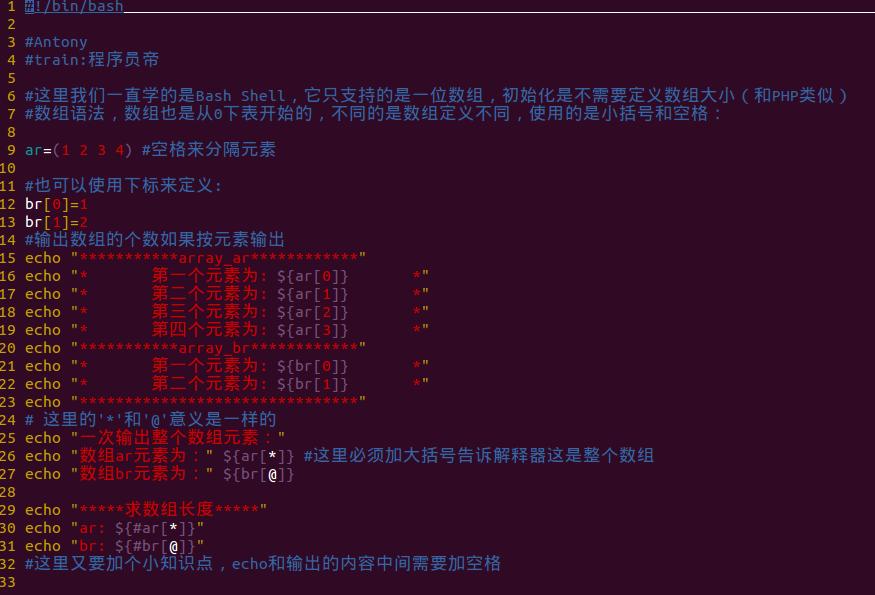 1 #!/bin/bash
2
3 #Antony
4 #train:程序员帝
5
6 #这里我们一直学的是Bash Shell，它只支持的是一位数组，初始化是不需要定义数组大小（和PHP类似）
7 #数组语法，数组也是从0下表开始的，不同的是数组定义不同，使用的是小括号和空格：
8
9 ar=(1 2 3 4) #空格来分隔元素
10
11 #也可以使用下标来定义:
12 br[0]=1
13 br[1]=2
14 #输出数组的个数如果按元素输出
15 echo "***********array_ar************"
16 echo "*       第一个元素为: ${ar[0]}       *"
17 echo "*       第二个元素为: ${ar[1]}       *"
18 echo "*       第三个元素为: ${ar[2]}       *"
19 echo "*       第四个元素为: ${ar[3]}       *"
20 echo "***********array_br************"
21 echo "*       第一个元素为: ${br[0]}       *"
22 echo "*       第二个元素为: ${br[1]}       *"
23 echo "*******************************"
24 # 这里的'*'和'@'意义是一样的
25 echo "一次输出整个数组元素："
26 echo "数组ar元素为：" ${ar[*]} #这里必须加大括号告诉解释器这是整个数组
27 echo "数组br元素为：" ${br[@]}
28
29 echo "*****求数组长度*****"
30 echo "ar: ${#ar[*]}"
31 echo "br: ${#br[@]}"
32 #这里又要加个小知识点，echo和输出的内容中间需要加空格
33